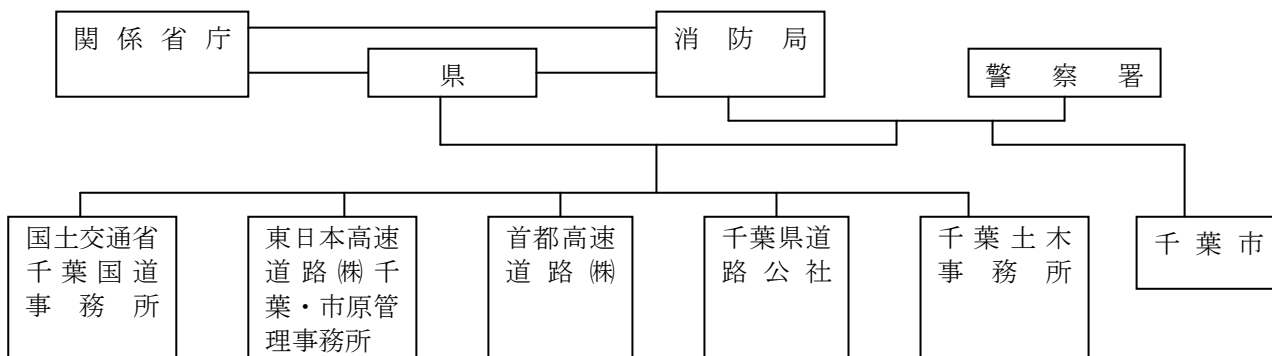 関係省庁
消防局
県
警察署
国土交通省
千葉国道
事務所
東日本高速
道路㈱千
葉・市原管
理事務所
首都高速
道路㈱
千葉県道
路公社
千葉土木
事務所
千葉市